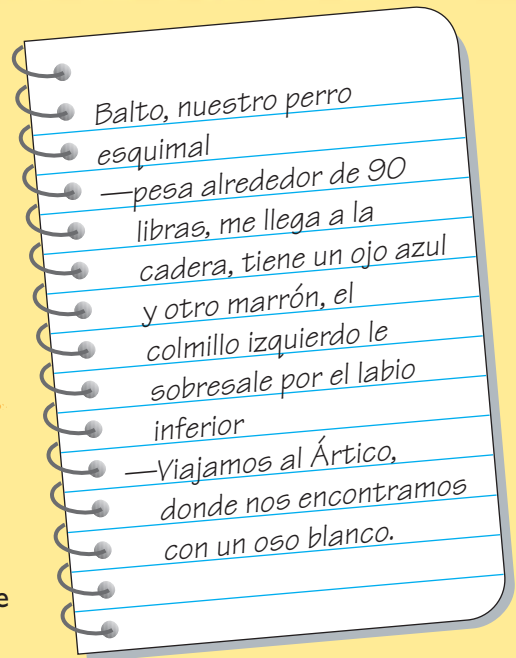 Balto, nuestro perro
esquimal
—pesa alrededor de 90
libras, me llega a la
cadera, tiene un ojo azul
y otro marrón, el
colmillo izquierdo le
sobresale por el labio
inferior
—Viajamos al Ártico,
donde nos encontramos
con un oso blanco.
e